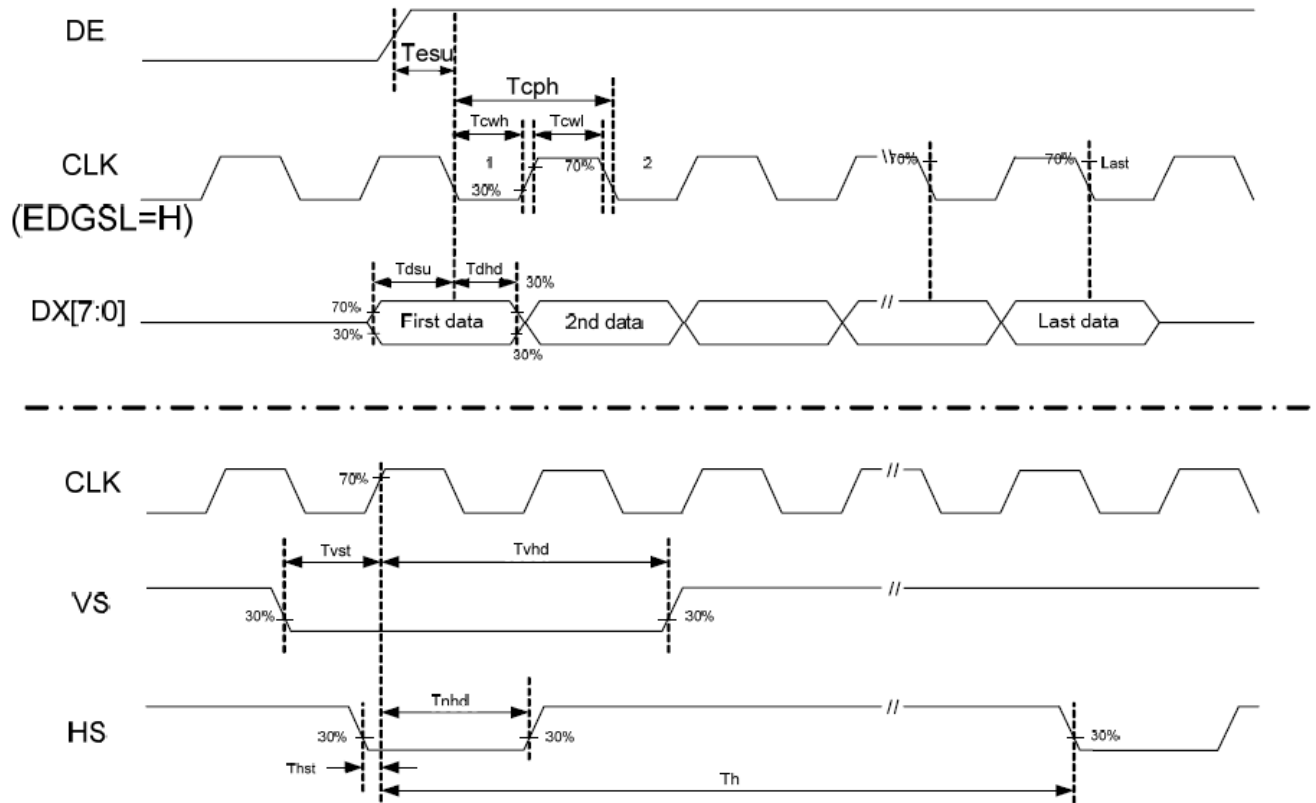 DE
Tesu
Tcph
Tcwh
Tcwl
CLK
1
70%
2
70%
70%
Last
30%
(EDGSL=H)
Tdsu
Tdhd
30%
DX[7:0]
70%
First data
2nd data
//
Last data
30%
30%
CLK
70%
//
Tvst
Tvhd
VS
30%
30%
//
HS
Tnhd
//
30%
30%
30%
Thst
Th